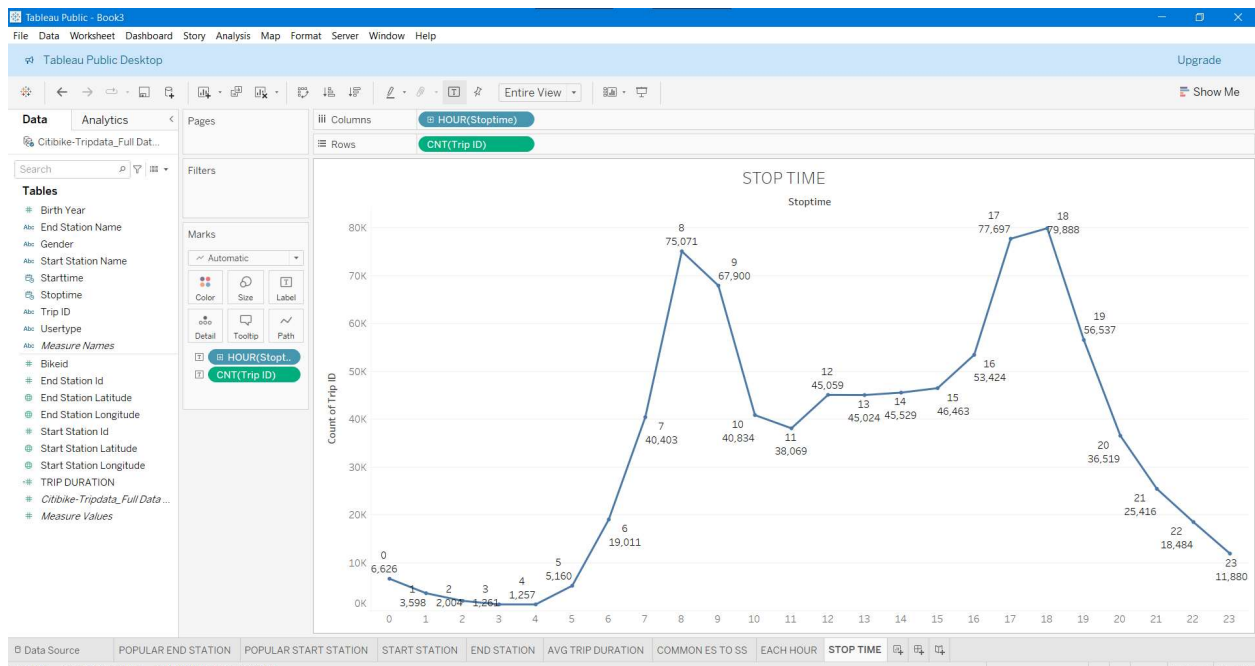 Tableau Public - Book3
File Data Worksheet Dashboard Story Analysis Map Format Server Window Help
Tableau Public Desktop
Upgrade
Entire View
Show Me
Data
Analytics
Citibike-Tripdata_Full Dat...
Search
Tables
# Birth Year
Abc End Station Name
Abc Gender
Abc Start Station Name
Starttime
Stoptime
Abc Trip ID
Abc Usertype
Abc Measure Names
# Bikeid
# End Station Id
End Station Latitude
End Station Longitude
# Start Station Id
Start Station Latitude
Start Station Longitude
=# TRIP DURATION
# Citibike-Tripdata_Full Data ...
# Measure Values
Pages
Filters
Marks
Automatic
Color
Size
Label
Detail
Tooltip
Path
HOUR(Stopt..
CNT(Trip ID)
Columns
HOUR(Stoptime)
Rows
CNT(Trip ID)
STOP TIME
Stoptime
Count of Trip ID
80K
70K
60K
50K
40K
30K
20K
10K
0K
0
6,626
1
3,598
2
2,004
3
1,261
4
1,257
5
5,160
6
19,011
7
40,403
8
75,071
9
67,900
10
40,834
11
38,069
12
45,059
13
45,024
14
45,529
15
46,463
16
53,424
17
77,697
18
79,888
19
56,537
20
36,519
21
25,416
22
18,484
23
11,880
0 1 2 3 4 5 6 7 8 9 10 11 12 13 14 15 16 17 18 19 20 21 22 23
Data Source
POPULAR END STATION
POPULAR START STATION
START STATION
END STATION
AVG TRIP DURATION
COMMON ES TO SS
EACH HOUR
STOP TIME